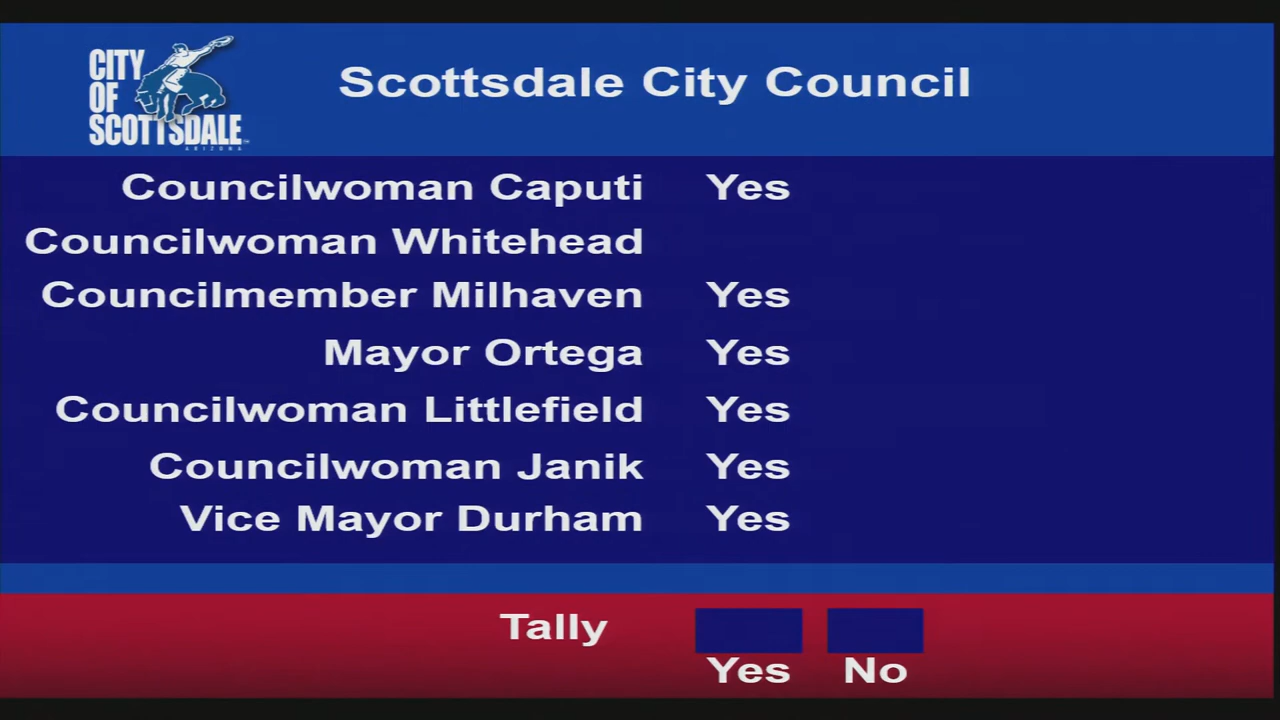 CITY
OF
SCOTTSDALE
ARIZONA
Scottsdale City Council
Councilwoman Caputi Yes
Councilwoman Whitehead
Councilmember Milhaven Yes
Mayor Ortega Yes
Councilwoman Littlefield Yes
Councilwoman Janik Yes
Vice Mayor Durham Yes
Tally
Yes No